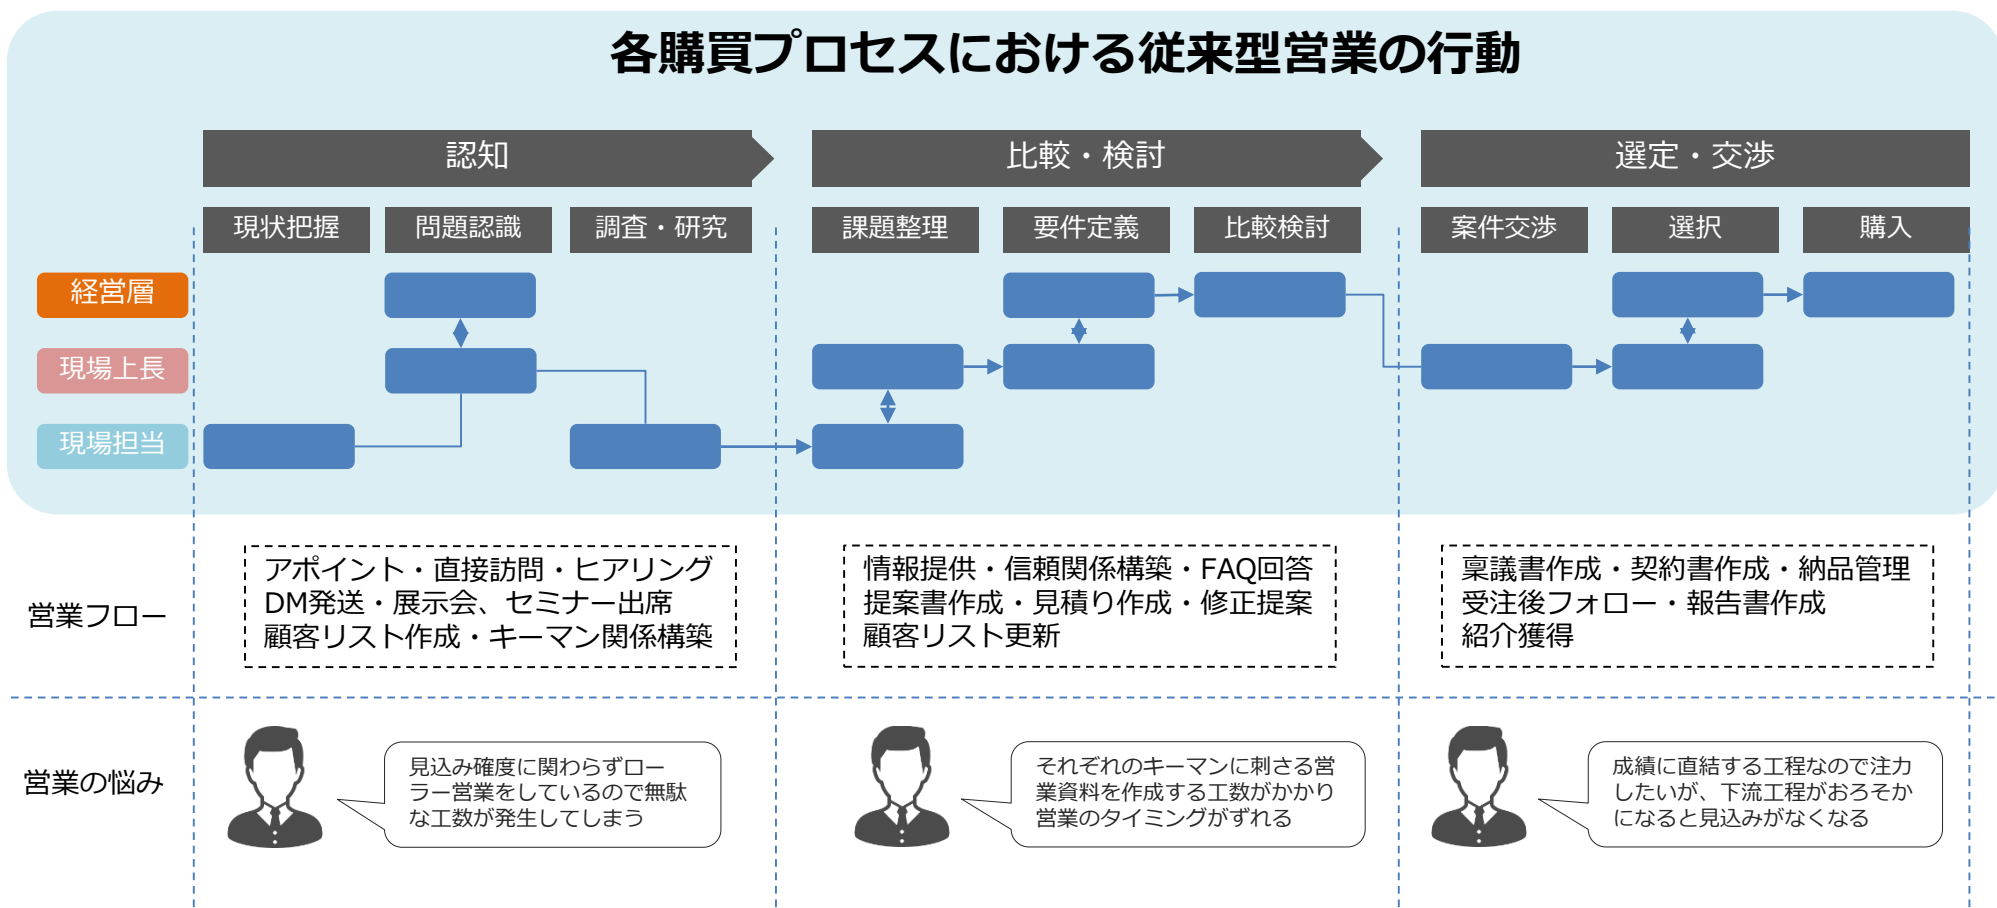 各購買プロセスにおける従来型営業の行動
認知
比較・検討
選定・交渉
現状把握
問題認識
調査・研究
課題整理
要件定義
比較検討
案件交渉
選択
購入
経営層
現場上長
現場担当
営業フロー
アポイント・直接訪問・ヒアリング
DM発送・展示会、セミナー出席
顧客リスト作成・キーマン関係構築
情報提供・信頼関係構築・FAQ回答
提案書作成・見積り作成・修正提案
顧客リスト更新
稟議書作成・契約書作成・納品管理
受注後フォロー・報告書作成
紹介獲得
営業の悩み
見込み確度に関わらずロー
ラー営業をしているので無駄
な工数が発生してしまう
それぞれのキーマンに刺さる営
業資料を作成する工数がかかり
営業のタイミングがずれる
成績に直結する工程なので注力
したいが、下流工程がおろそか
になると見込みがなくなる